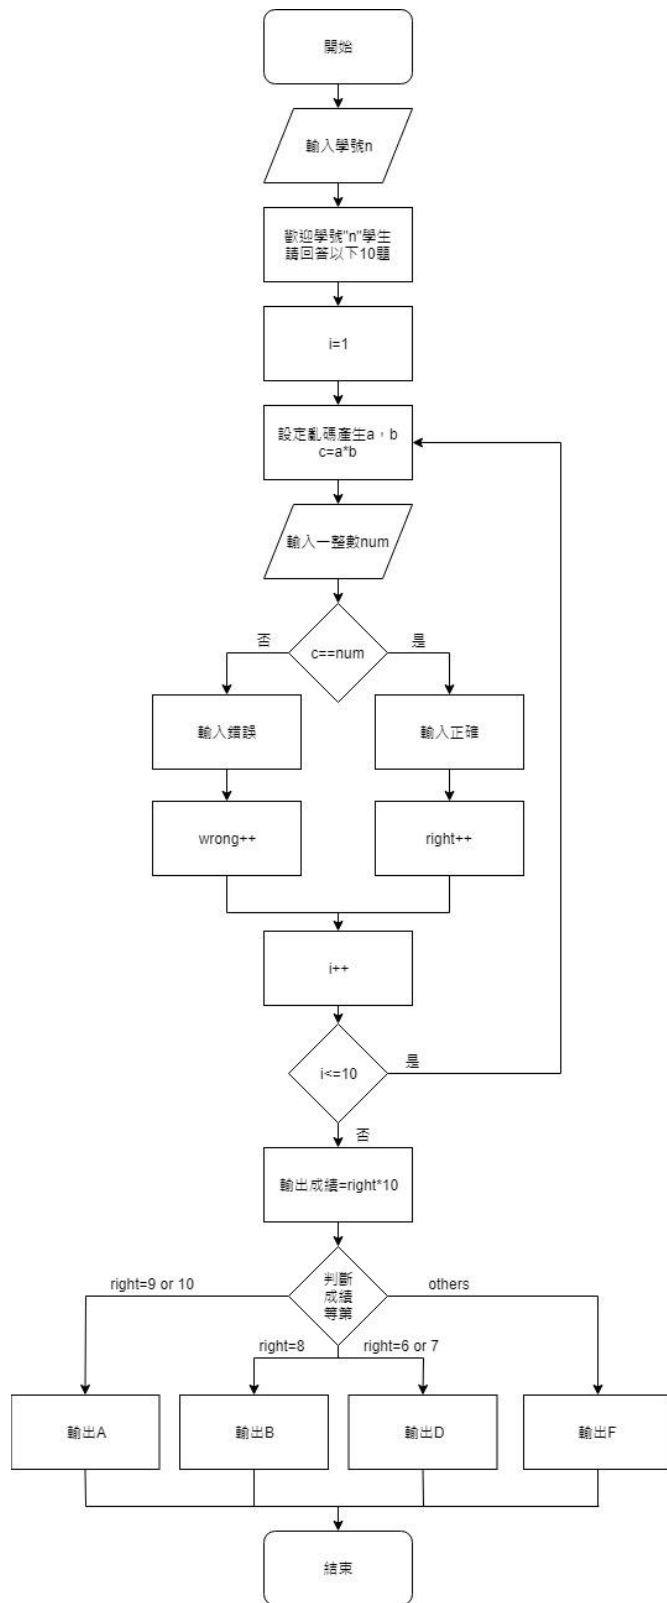 開始
輸入學號n
歡迎學號"n"學生
請回答以下10題
i=1
設定亂碼產生a，b
c=a*b
輸入一整數num
否
c==num
是
輸入錯誤
輸入正確
wrong++
right++
i++
i<=10
是
否
輸出成績=right*10
right=9 or 10
判斷
成績
等第
others
right=8
right=6 or 7
輸出A
輸出B
輸出D
輸出F
結束